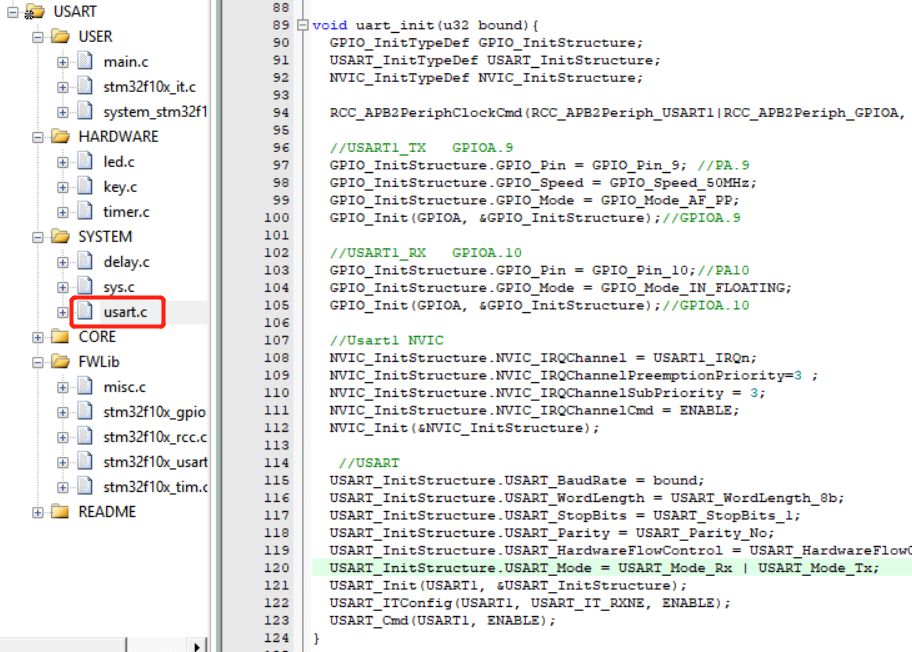 USART
USER
main.c
stm32f10x_it.c
system_stm32f1
HARDWARE
led.c
key.c
timer.c
SYSTEM
delay.c
sys.c
usart.c
CORE
FWLib
misc.c
stm32f10x_gpio
stm32f10x_rcc.c
stm32f10x_usart
stm32f10x_tim.c
README
88
89 void uart_init(u32 bound){
90 GPIO_InitTypeDef GPIO_InitStructure;
91 USART_InitTypeDef USART_InitStructure;
92 NVIC_InitTypeDef NVIC_InitStructure;
93
94 RCC_APB2PeriphClockCmd(RCC_APB2Periph_USART1|RCC_APB2Periph_GPIOA,
95
96 //USART1_TX   GPIOA.9
97 GPIO_InitStructure.GPIO_Pin = GPIO_Pin_9; //PA.9
98 GPIO_InitStructure.GPIO_Speed = GPIO_Speed_50MHz;
99 GPIO_InitStructure.GPIO_Mode = GPIO_Mode_AF_PP;
100 GPIO_Init(GPIOA, &GPIO_InitStructure);//GPIOA.9
101
102 //USART1_RX   GPIOA.10
103 GPIO_InitStructure.GPIO_Pin = GPIO_Pin_10;//PA10
104 GPIO_InitStructure.GPIO_Mode = GPIO_Mode_IN_FLOATING;
105 GPIO_Init(GPIOA, &GPIO_InitStructure);//GPIOA.10
106
107 //Usart1 NVIC
108 NVIC_InitStructure.NVIC_IRQChannel = USART1_IRQn;
109 NVIC_InitStructure.NVIC_IRQChannelPreemptionPriority=3 ;
110 NVIC_InitStructure.NVIC_IRQChannelSubPriority = 3;
111 NVIC_InitStructure.NVIC_IRQChannelCmd = ENABLE;
112 NVIC_Init(&NVIC_InitStructure);
113
114 //USART
115 USART_InitStructure.USART_BaudRate = bound;
116 USART_InitStructure.USART_WordLength = USART_WordLength_8b;
117 USART_InitStructure.USART_StopBits = USART_StopBits_1;
118 USART_InitStructure.USART_Parity = USART_Parity_No;
119 USART_InitStructure.USART_HardwareFlowControl = USART_HardwareFlowC
120 USART_InitStructure.USART_Mode = USART_Mode_Rx | USART_Mode_Tx;
121 USART_Init(USART1, &USART_InitStructure);
122 USART_ITConfig(USART1, USART_IT_RXNE, ENABLE);
123 USART_Cmd(USART1, ENABLE);
124 }